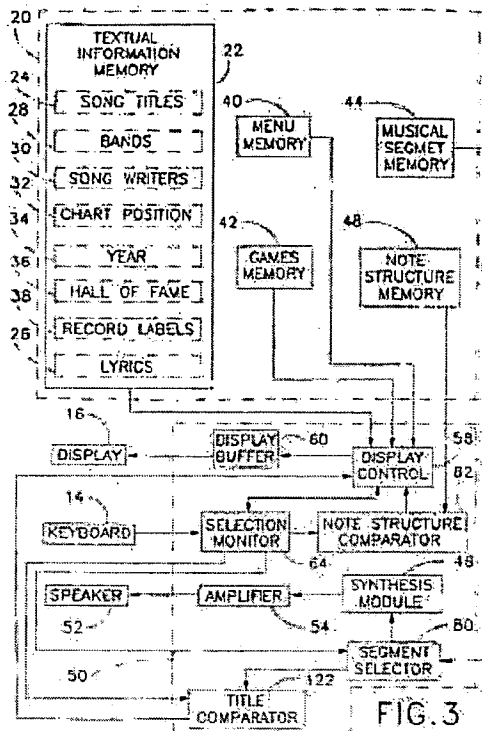 20
TEXTUAL
INFORMATION
MEMORY
22
24
SONG TITLES
28
BANDS
30
SONG WRITERS
32
CHART POSITION
34
YEAR
36
HALL OF FAME
38
RECORD LABELS
26
LYRICS
40
MENU
MEMORY
44
MUSICAL
SEGMET MEMORY
42
GAMES
MEMORY
48
NOTE
STRUCTURE
MEMORY
16
DISPLAY
DISPLAY
BUFFER
60
DISPLAY
CONTROL
58
62
14
KEYBOARD
SELECTION
MONITOR
64
NOTE STRUCTURE
COMPARATOR
SPEAKER
52
AMPLIFIER
54
SYNTHESIS
MODULE
48
50
SEGMENT
SELECTOR
80
TITLE
COMPARATOR
122
FIG.3